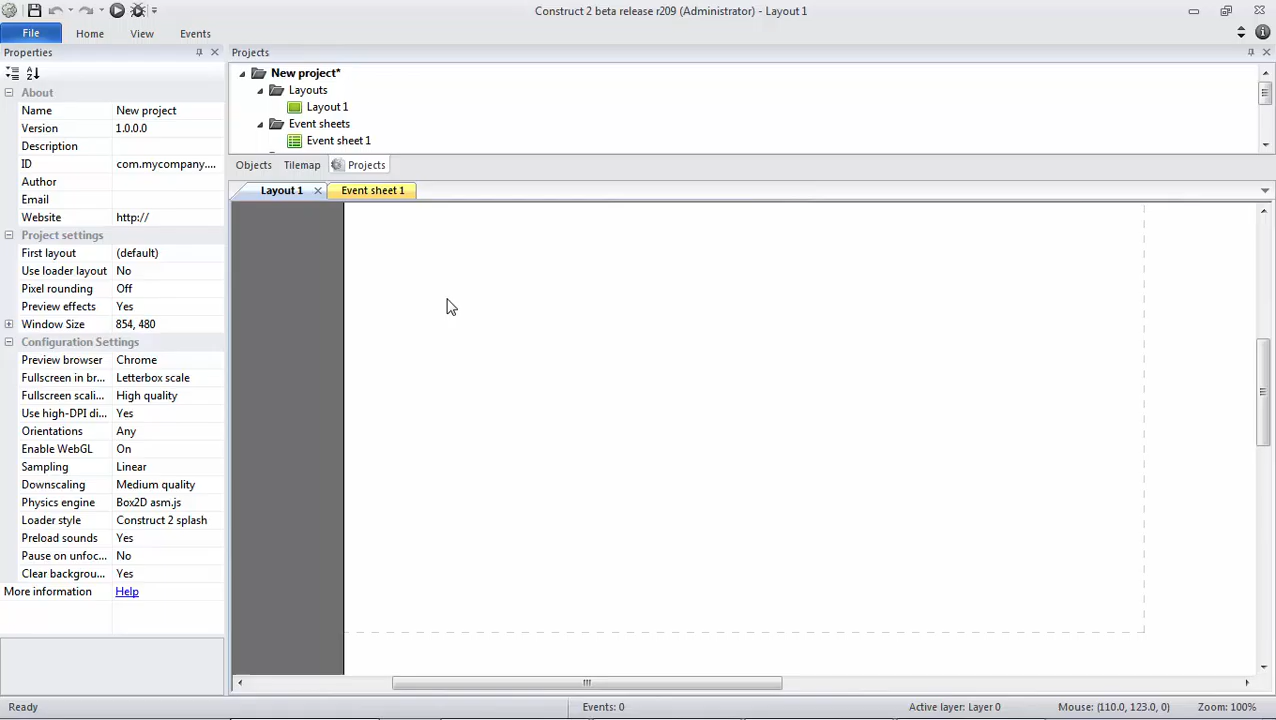 Construct 2 beta release r209 (Administrator) - Layout 1
File Home View Events
Properties
Projects
About
Name New project
Version 1.0.0.0
Description
ID com.mycompany....
Author
Email
Website http://
Project settings
First layout (default)
Use loader layout No
Pixel rounding Off
Preview effects Yes
Window Size 854, 480
Configuration Settings
Preview browser Chrome
Fullscreen in br... Letterbox scale
Fullscreen scali... High quality
Use high-DPI di... Yes
Orientations Any
Enable WebGL On
Sampling Linear
Downscaling Medium quality
Physics engine Box2D asm.js
Loader style Construct 2 splash
Preload sounds Yes
Pause on unfoc... No
Clear backgrou... Yes
More information Help
New project*
Layouts
Layout 1
Event sheets
Event sheet 1
Objects Tilemap Projects
Layout 1 Event sheet 1
Ready Events: 0 Active layer: Layer 0 Mouse: (110.0, 123.0, 0) Zoom: 100%